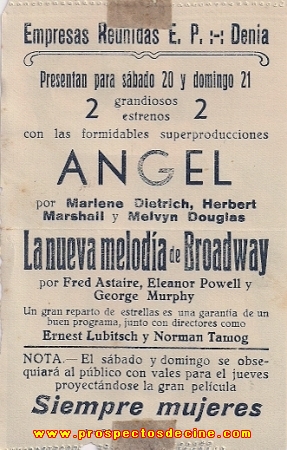 Empresas Reunidas E. P. :-: Denia
Presentan para sábado 20 y domingo 21
2 grandiosos estrenos 2
con las formidables superproducciones
ANGEL
por Marlene Dietrich, Herbert
Marshall y Melvyn Douglas
La nueva melodía de Broadway
por Fred Astaire, Eleanor Powell y
George Murphy
Un gran reparto de estrellas es una garantía de un
buen programa, junto con directores como
Ernest Lubitsch y Norman Tawog
NOTA.— El sábado y domingo se obse-
quiará al público con vales para el jueves
proyectándose la gran película
Siempre mujeres
www.prospectosdecine.com